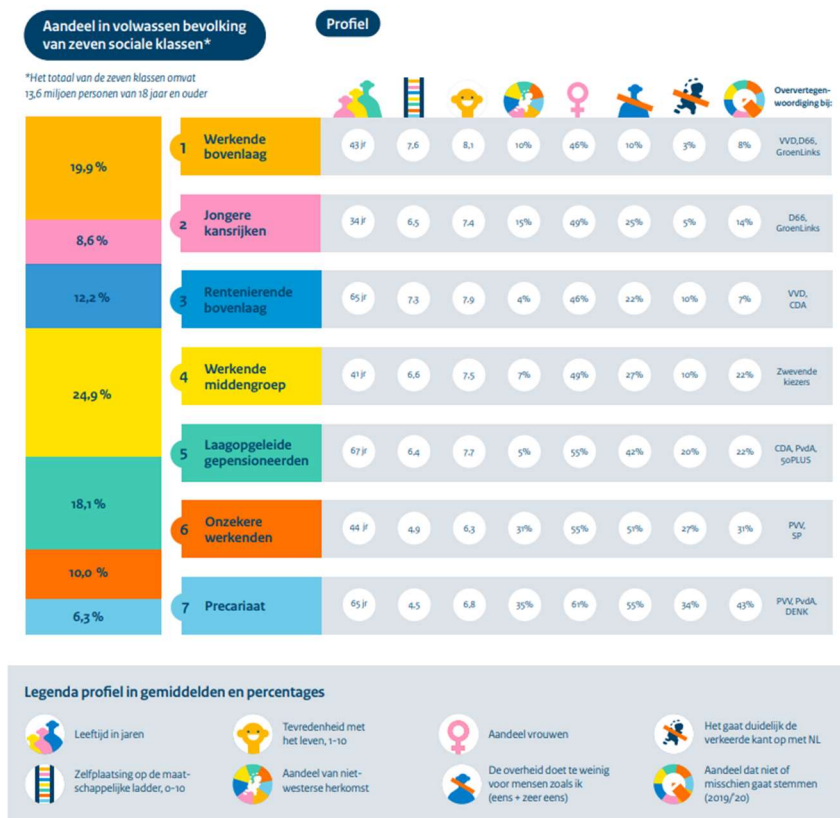 Aandeel in volwassen bevolking
van zeven sociale klassen*
Profiel
*Het totaal van de zeven klassen omvat
13,6 miljoen personen van 18 jaar en ouder
Oververtegen-
woordiging bij:
19,9 %
8,6 %
12,2 %
24,9 %
18,1 %
10,0 %
6,3 %
1 Werkende
bovenlaag
43 jr 7,6 8,1 10% 46% 10% 3% 8%
VVD,D66,
GroenLinks
2 Jongere
kansrijken
34 jr 6,5 7,4 15% 49% 25% 5% 14%
D66,
GroenLinks
3 Rentenierende
bovenlaag
65 jr 7,3 7,9 4% 46% 22% 10% 7%
VVD,
CDA
4 Werkende
middengroep
41 jr 6,6 7,5 7% 49% 27% 10% 22%
Zwevende
kiezers
5 Laagopgeleide
gepensioneerden
67 jr 6,4 7,7 5% 55% 42% 20% 22%
CDA, PvdA,
50PLUS
6 Onzekere
werkenden
44 jr 4,9 6,3 31% 55% 51% 27% 31%
PVV,
SP
7 Precariaat
65 jr 4,5 6,8 35% 61% 55% 34% 43%
PVV, PvdA,
DENK
Legenda profiel in gemiddelden en percentages
Leeftijd in jaren
Tevredenheid met
het leven, 1-10
Aandeel vrouwen
Het gaat duidelijk de
verkeerde kant op met NL
Zelfplaatsing op de maat-
schappelijke ladder, 0-10
Aandeel van niet-
westerse herkomst
De overheid doet te weinig
voor mensen zoals ik
(eens + zeer eens)
Aandeel dat niet of
misschien gaat stemmen
(2019/20)